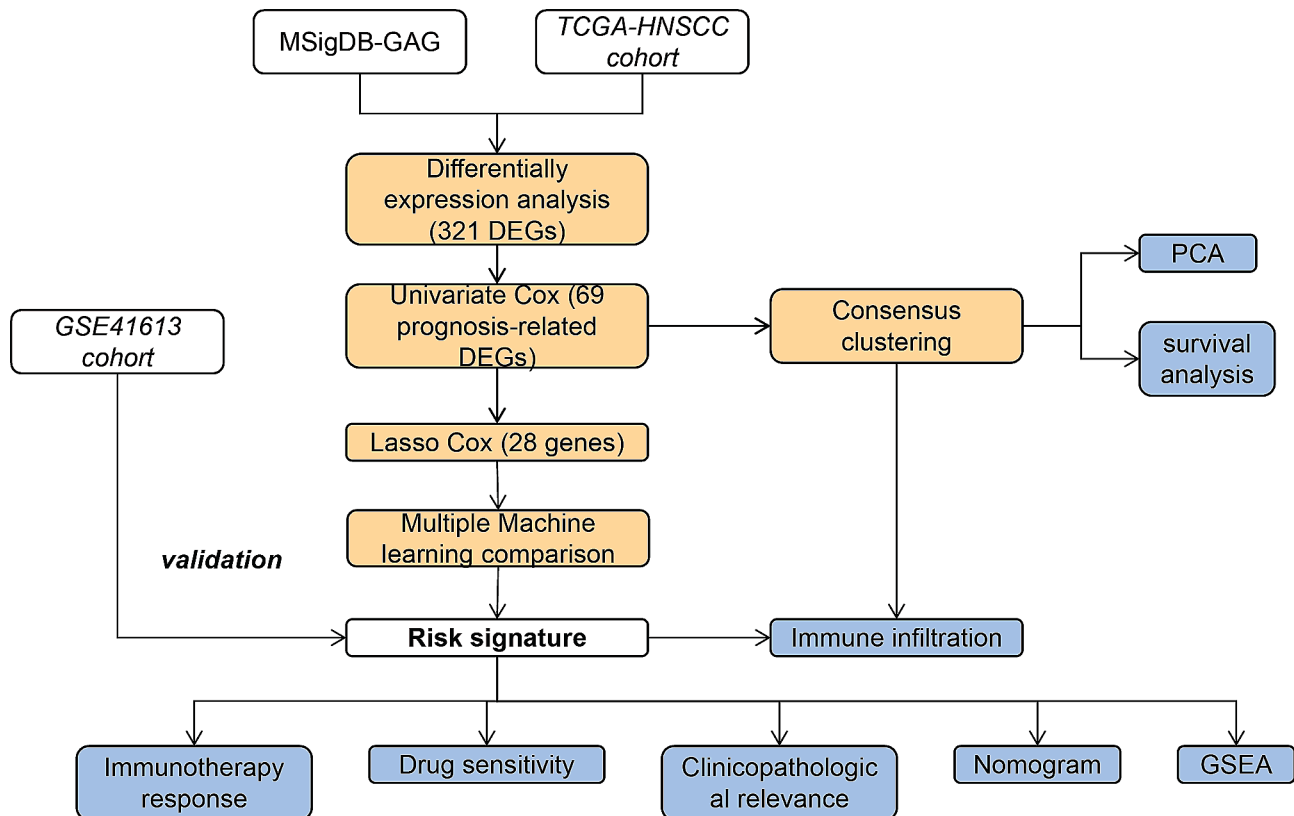 MSigDB-GAG
TCGA-HNSCC
cohort
Differentially
expression analysis
(321 DEGs)
PCA
GSE41613
cohort
Univariate Cox (69
prognosis-related
DEGs)
Consensus
clustering
survival
analysis
Lasso Cox (28 genes)
Multiple Machine
learning comparison
validation
Risk signature
Immune infiltration
Immunotherapy
response
Drug sensitivity
Clinicopathologic
al relevance
Nomogram
GSEA